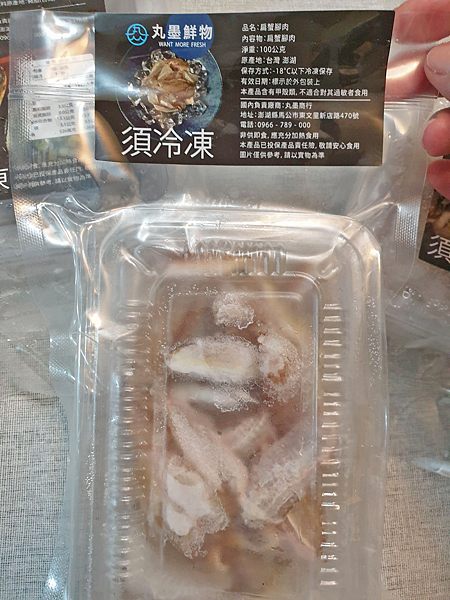 丸墨鮮物
WANT MORE FRESH
須冷凍
品名: 扁蟹腳肉
內容物: 扁蟹腳肉
淨重: 100公克
原產地: 台灣 澎湖
保存方式: -18°C以下冷凍保存
有效日期: 標示於外包裝上
本產品含有甲殼類, 不適合對其過敏者食用
國內負責廠商: 丸墨商行
地址: 澎湖縣馬公市東文里新店路470號
電話: 0966 - 789 - 000
非供即食, 應充分加熱食用
本產品已投保產品責任險, 敬請安心食用
圖片僅供參考, 請以實物為準
凍
須